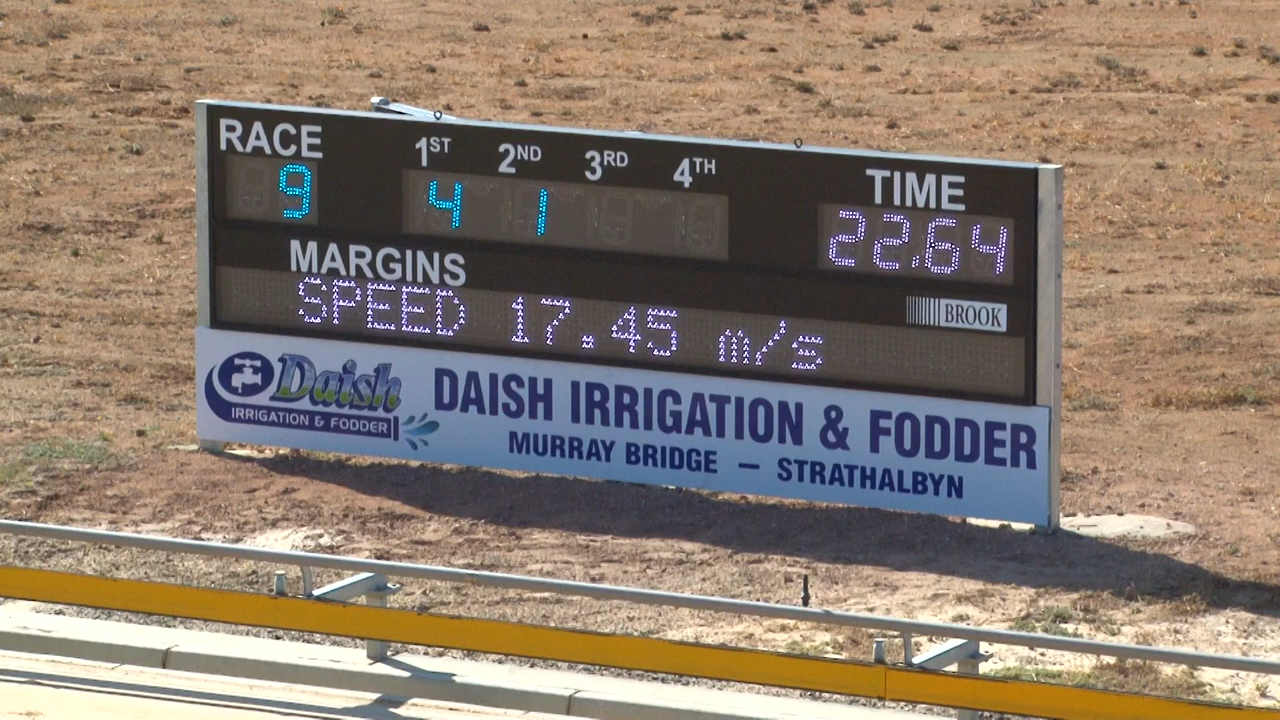 RACE 1ST 2ND 3RD 4TH TIME
9 4 1 22.64
MARGINS
BROOK
SPEED 17.45 m/s
Daish
IRRIGATION & FODDER
DAISH IRRIGATION & FODDER
MURRAY BRIDGE – STRATHALBYN